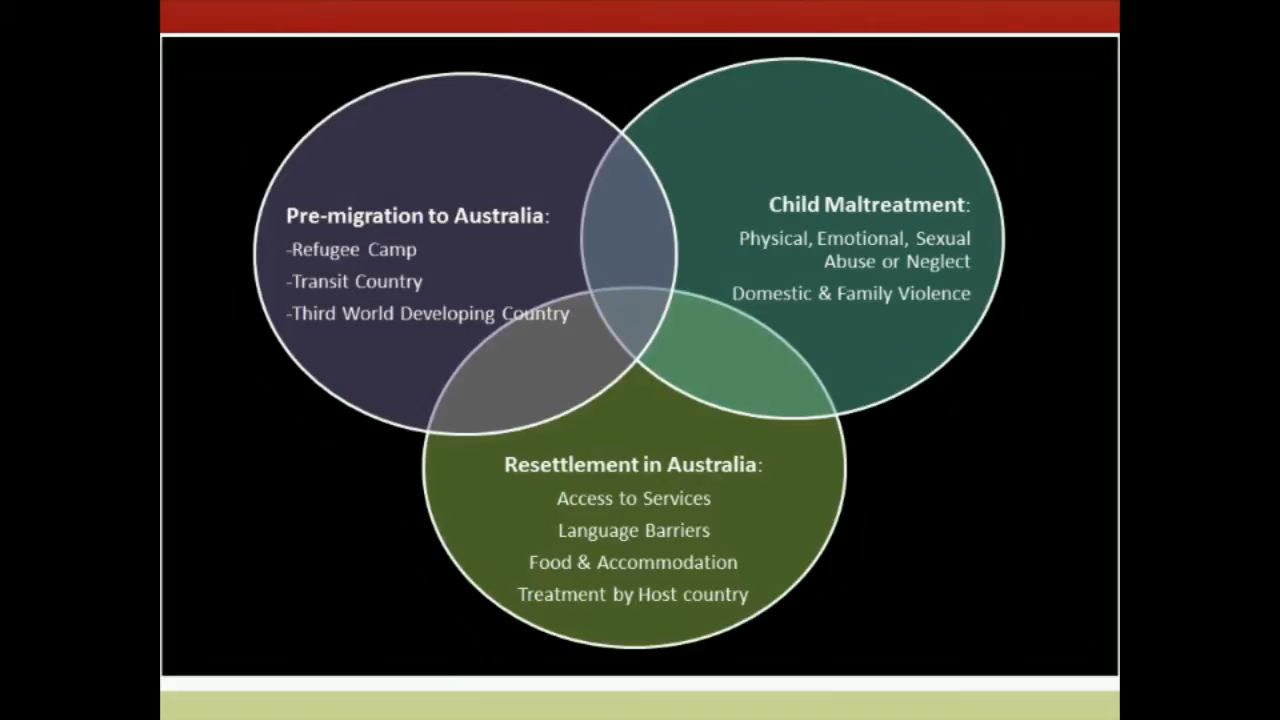 Pre-migration to Australia:
-Refugee Camp
-Transit Country
-Third World Developing Country
Child Maltreatment:
Physical, Emotional, Sexual
Abuse or Neglect
Domestic & Family Violence
Resettlement in Australia:
Access to Services
Language Barriers
Food & Accommodation
Treatment by Host country